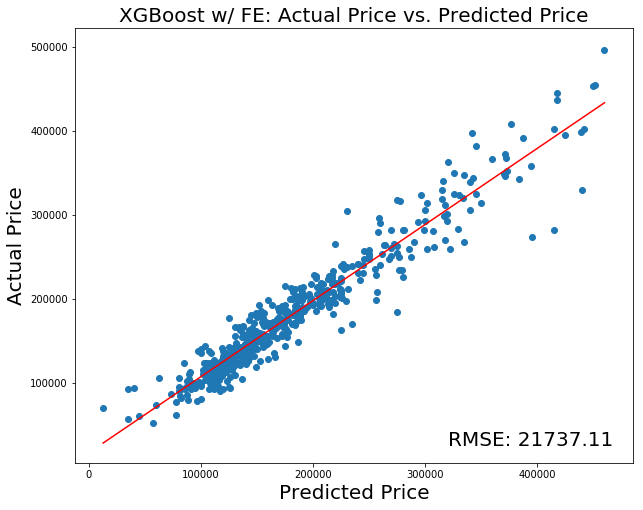 XGBoost w/ FE: Actual Price vs. Predicted Price
500000
400000
300000
200000
100000
Actual Price
RMSE: 21737.11
0
100000
200000
300000
400000
Predicted Price